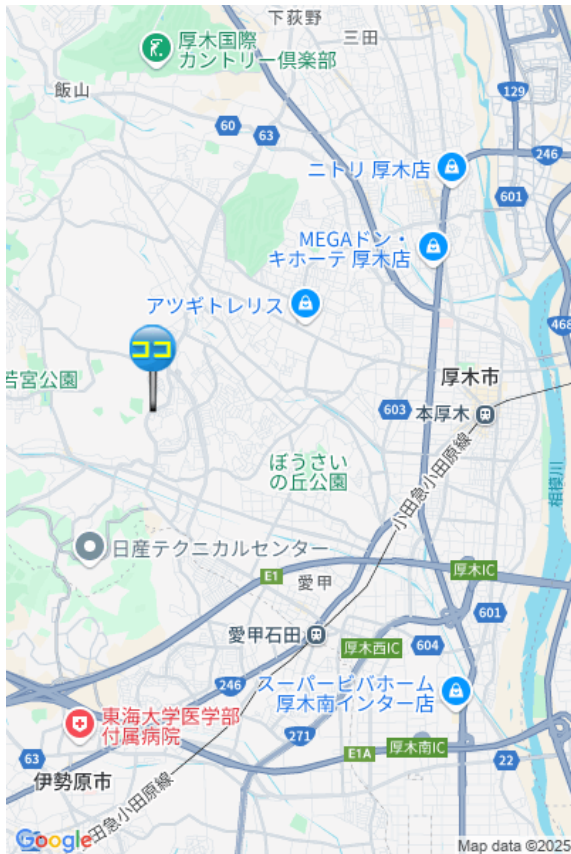 下荻野
厚木国際
カントリー倶楽部
三田
飯山
129
60
63
246
ニトリ 厚木店
601
MEGAドン・
キホーテ 厚木店
アツギトレリス
468
ココ
若宮公園
厚木市
603
本厚木
ぼうさい
の丘公園
小田急小田原線
相模川
日産テクニカルセンター
E1
愛甲
厚木IC
601
愛甲石田
厚木西IC
604
246
スーパービバホーム
厚木南インター店
東海大学医学部
付属病院
271
63
E1A
厚木南IC
22
伊勢原市
田急小田原線
Google
Map data ©2025